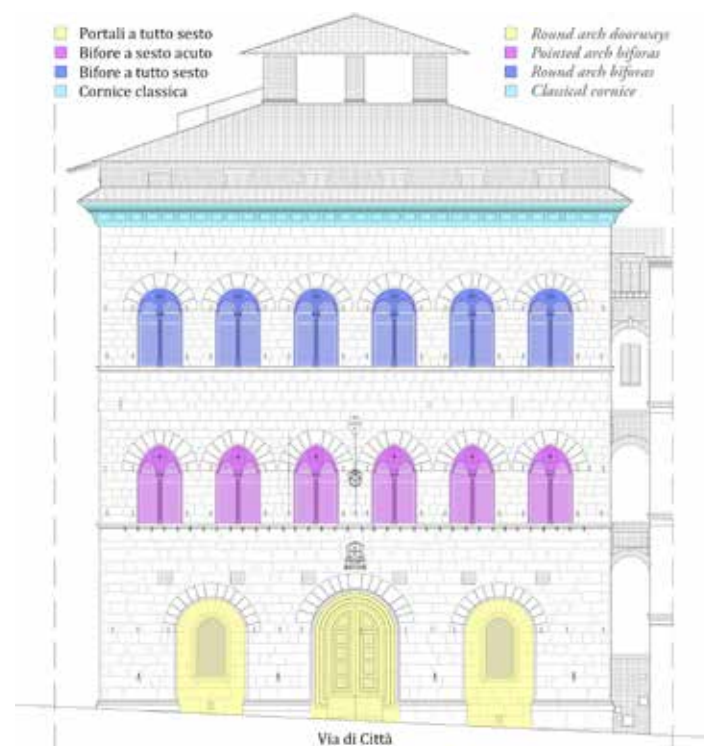 Portali a tutto sesto
Bifore a sesto acuto
Bifore a tutto sesto
Cornice classica
Round arch doorways
Pointed arch biforas
Round arch biforas
Classical cornice
Via di Città